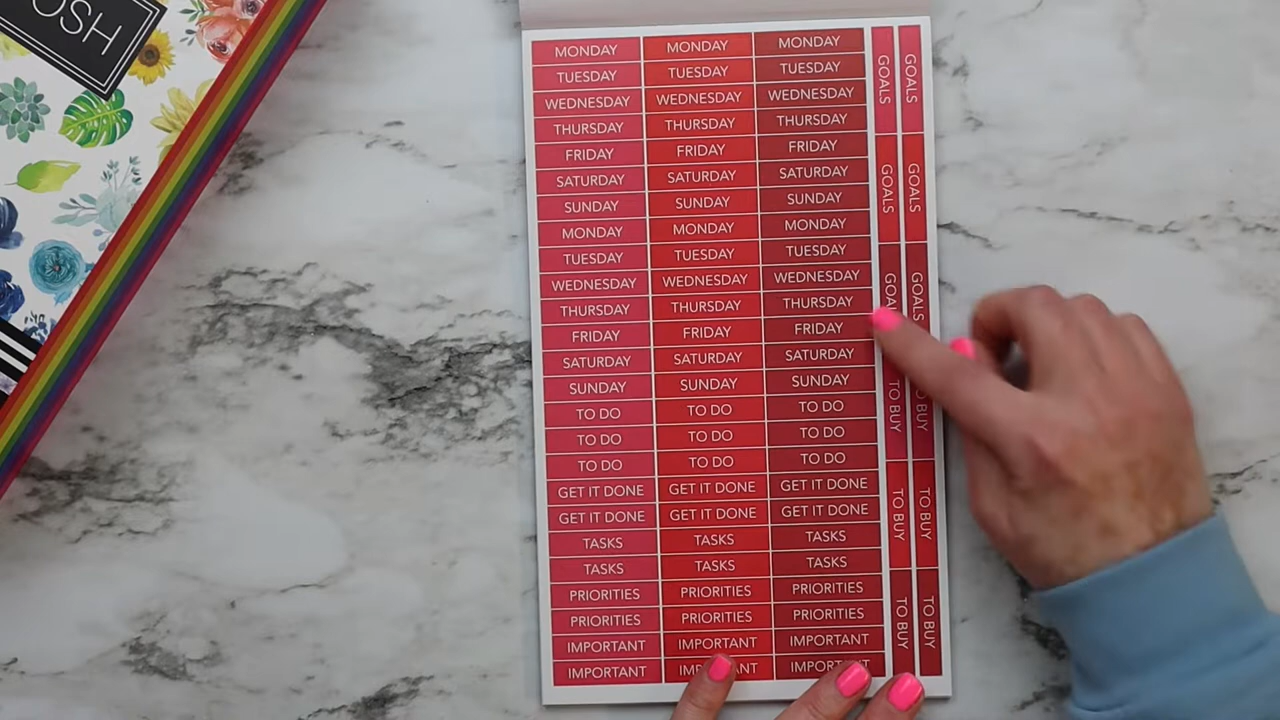 OSH
MONDAY MONDAY MONDAY
TUESDAY TUESDAY TUESDAY
WEDNESDAY WEDNESDAY WEDNESDAY
THURSDAY THURSDAY THURSDAY
FRIDAY FRIDAY FRIDAY
SATURDAY SATURDAY SATURDAY
SUNDAY SUNDAY SUNDAY
MONDAY MONDAY MONDAY
TUESDAY TUESDAY TUESDAY
WEDNESDAY WEDNESDAY WEDNESDAY
THURSDAY THURSDAY THURSDAY
FRIDAY FRIDAY FRIDAY
SATURDAY SATURDAY SATURDAY
SUNDAY SUNDAY SUNDAY
TO DO TO DO TO DO
TO DO TO DO TO DO
TO DO TO DO TO DO
GET IT DONE GET IT DONE GET IT DONE
GET IT DONE GET IT DONE GET IT DONE
TASKS TASKS TASKS
TASKS TASKS TASKS
PRIORITIES PRIORITIES PRIORITIES
PRIORITIES PRIORITIES PRIORITIES
IMPORTANT IMPORTANT IMPORTANT
IMPORTANT IMPORTANT IMPORTANT
GOALS GOALS
GOALS GOALS
GOALS GOALS
TO BUY TO BUY
TO BUY TO BUY
TO BUY TO BUY